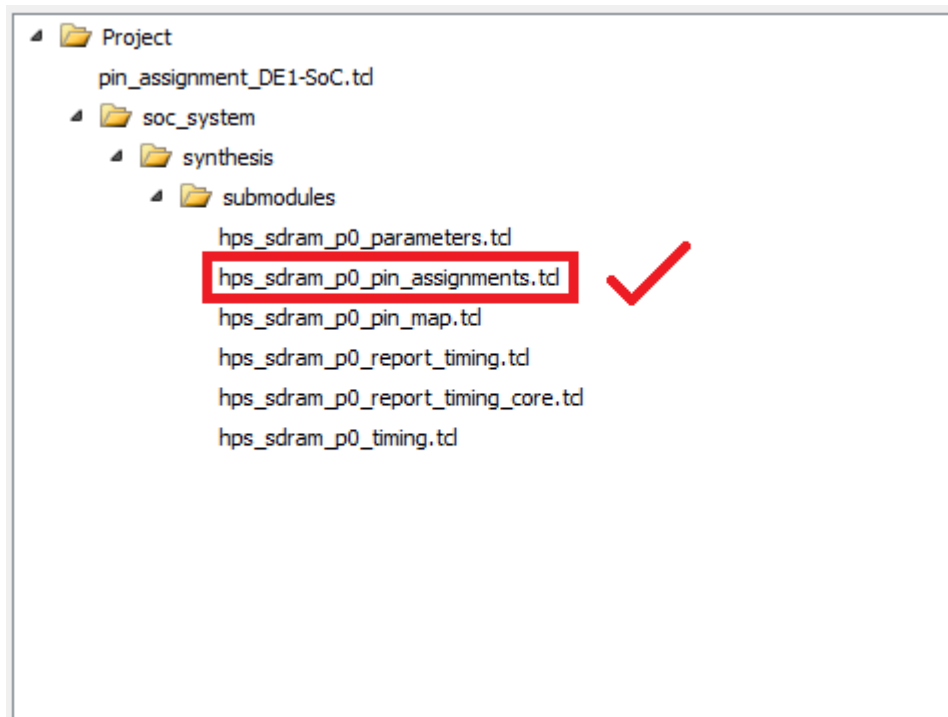 Project
pin_assignment_DE1-SoC.tcl
soc_system
synthesis
submodules
hps_sdram_p0_parameters.tcl
hps_sdram_p0_pin_assignments.tcl
hps_sdram_p0_pin_map.tcl
hps_sdram_p0_report_timing.tcl
hps_sdram_p0_report_timing_core.tcl
hps_sdram_p0_timing.tcl